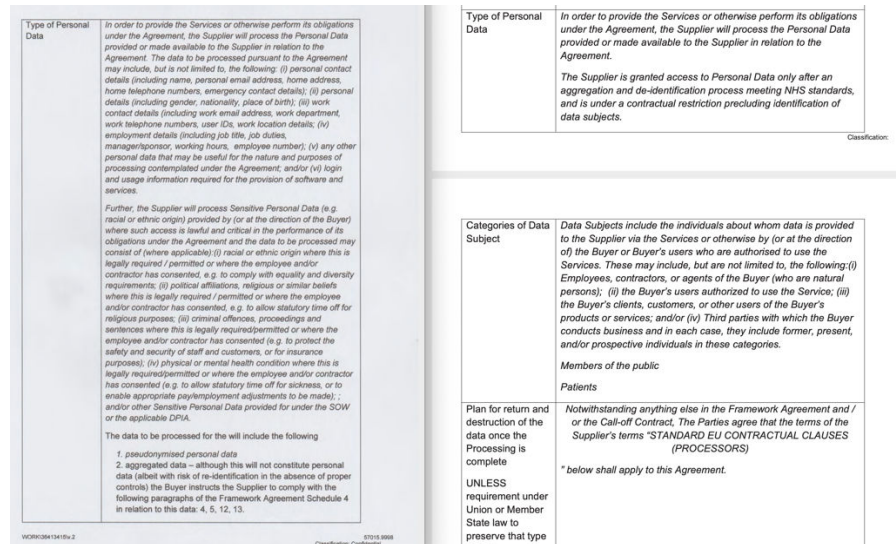 Type of Personal
Data
In order to provide the Services or otherwise perform its obligations
under the Agreement, the Supplier will process the Personal Data
provided or made available to the Supplier in relation to the
Agreement. The data to be processed pursuant to the Agreement
may include, but is not limited to, the following: (i) personal contact
details (including name, personal email address, home address,
home telephone numbers, emergency contact details); (ii) personal
details (including gender, nationality, place of birth); (iii) work
contact details (including work email address, work department,
work telephone numbers, user IDs, work location details; (iv)
employment details (including job title, job duties,
manager/sponsor, working hours, employee number); (v) any other
personal data that may be useful for the nature and purposes of
processing contemplated under the Agreement; and/or (vi) login
and usage information required for the provision of software and
services.
Further, the Supplier will process Sensitive Personal Data (e.g.
racial or ethnic origin) provided by (or at the direction of the Buyer)
where such access is lawful and critical in the performance of its
obligations under the Agreement and the data to be processed may
consist of (where applicable):(i) racial or ethnic origin where this is
legally required / permitted or where the employee and/or
contractor has consented, e.g. to comply with equality and diversity
requirements; (ii) political affiliations, religious or similar beliefs
where this is legally required / permitted or where the employee
and/or contractor has consented, e.g. to allow statutory time off for
religious purposes; (iii) criminal offences, proceedings and
sentences where this is legally required/permitted or where the
employee and/or contractor has consented (e.g. to protect the
safety and security of staff and customers, or for insurance
purposes); (iv) physical or mental health condition where this is
legally required/permitted or where the employee and/or contractor
has consented (e.g. to allow statutory time off for sickness, or to
enable appropriate pay/employment adjustments to be made); ;
and/or other Sensitive Personal Data provided for under the SOW
or the applicable DPIA.
The data to be processed for the will include the following
1. pseudonymised personal data
2. aggregated data – although this will not constitute personal
data (albeit with risk of re-identification in the absence of proper
controls) the Buyer instructs the Supplier to comply with the
following paragraphs of the Framework Agreement Schedule 4
in relation to this data: 4, 5, 12, 13.
57015.9998
Classification: Confidential
Type of Personal
Data
In order to provide the Services or otherwise perform its obligations
under the Agreement, the Supplier will process the Personal Data
provided or made available to the Supplier in relation to the
Agreement.
The Supplier is granted access to Personal Data only after an
aggregation and de-identification process meeting NHS standards,
and is under a contractual restriction precluding identification of
data subjects.
Classification:
Categories of Data
Subject
Data Subjects include the individuals about whom data is provided
to the Supplier via the Services or otherwise by (or at the direction
of) the Buyer or Buyer's users who are authorised to use the
Services. These may include, but are not limited to, the following:(i)
Employees, contractors, or agents of the Buyer (who are natural
persons); (ii) the Buyer's users authorized to use the Service; (iii)
the Buyer's clients, customers, or other users of the Buyer's
products or services; and/or (iv) Third parties with which the Buyer
conducts business and in each case, they include former, present,
and/or prospective individuals in these categories.
Members of the public
Patients
Plan for return and
destruction of the
data once the
Processing is
complete
UNLESS
requirement under
Union or Member
State law to
preserve that type
Notwithstanding anything else in the Framework Agreement and /
or the Call-off Contract, The Parties agree that the terms of the
Supplier's terms "STANDARD EU CONTRACTUAL CLAUSES
(PROCESSORS)
" below shall apply to this Agreement.